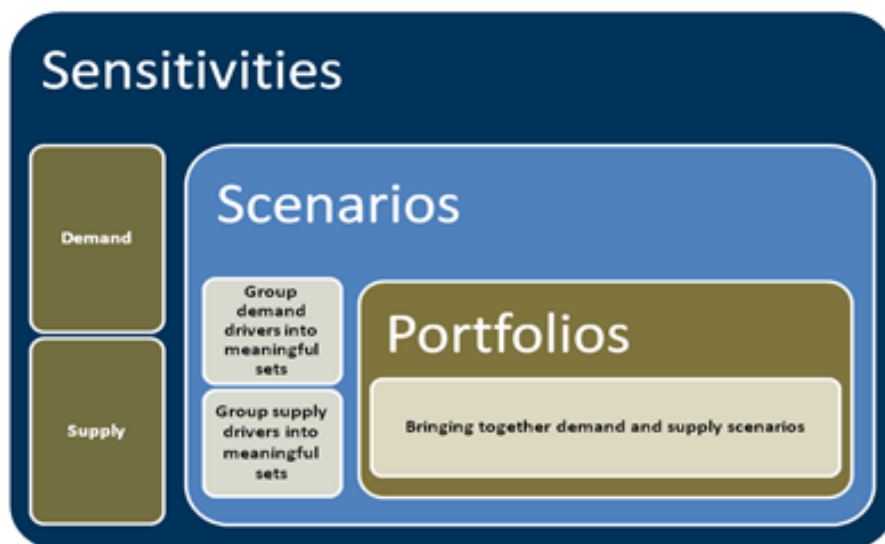 Sensitivities
Demand
Supply
Scenarios
Group
demand
drivers into
meaningful
sets
Group supply
drivers into
meaningful
sets
Portfolios
Bringing together demand and supply scenarios